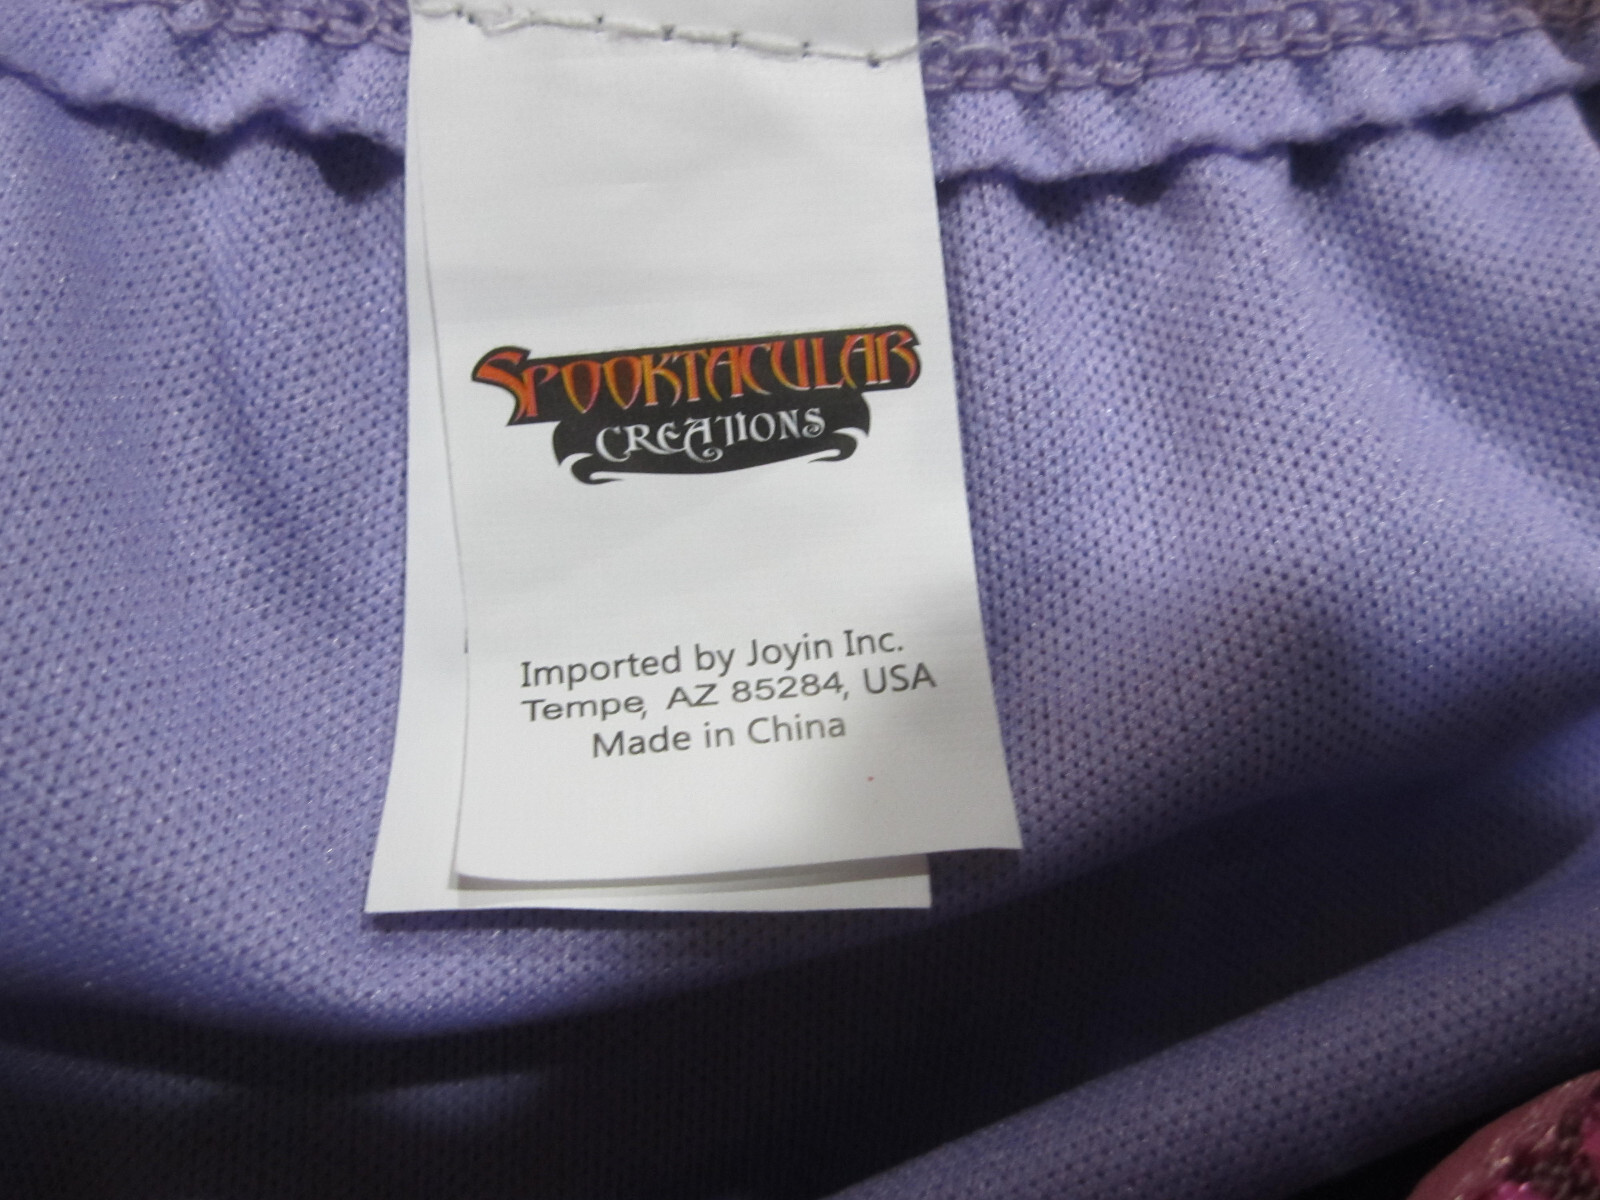 SPOOKTACULAR
CREATIONS
Imported by Joyin Inc.
Tempe, AZ 85284, USA
Made in China